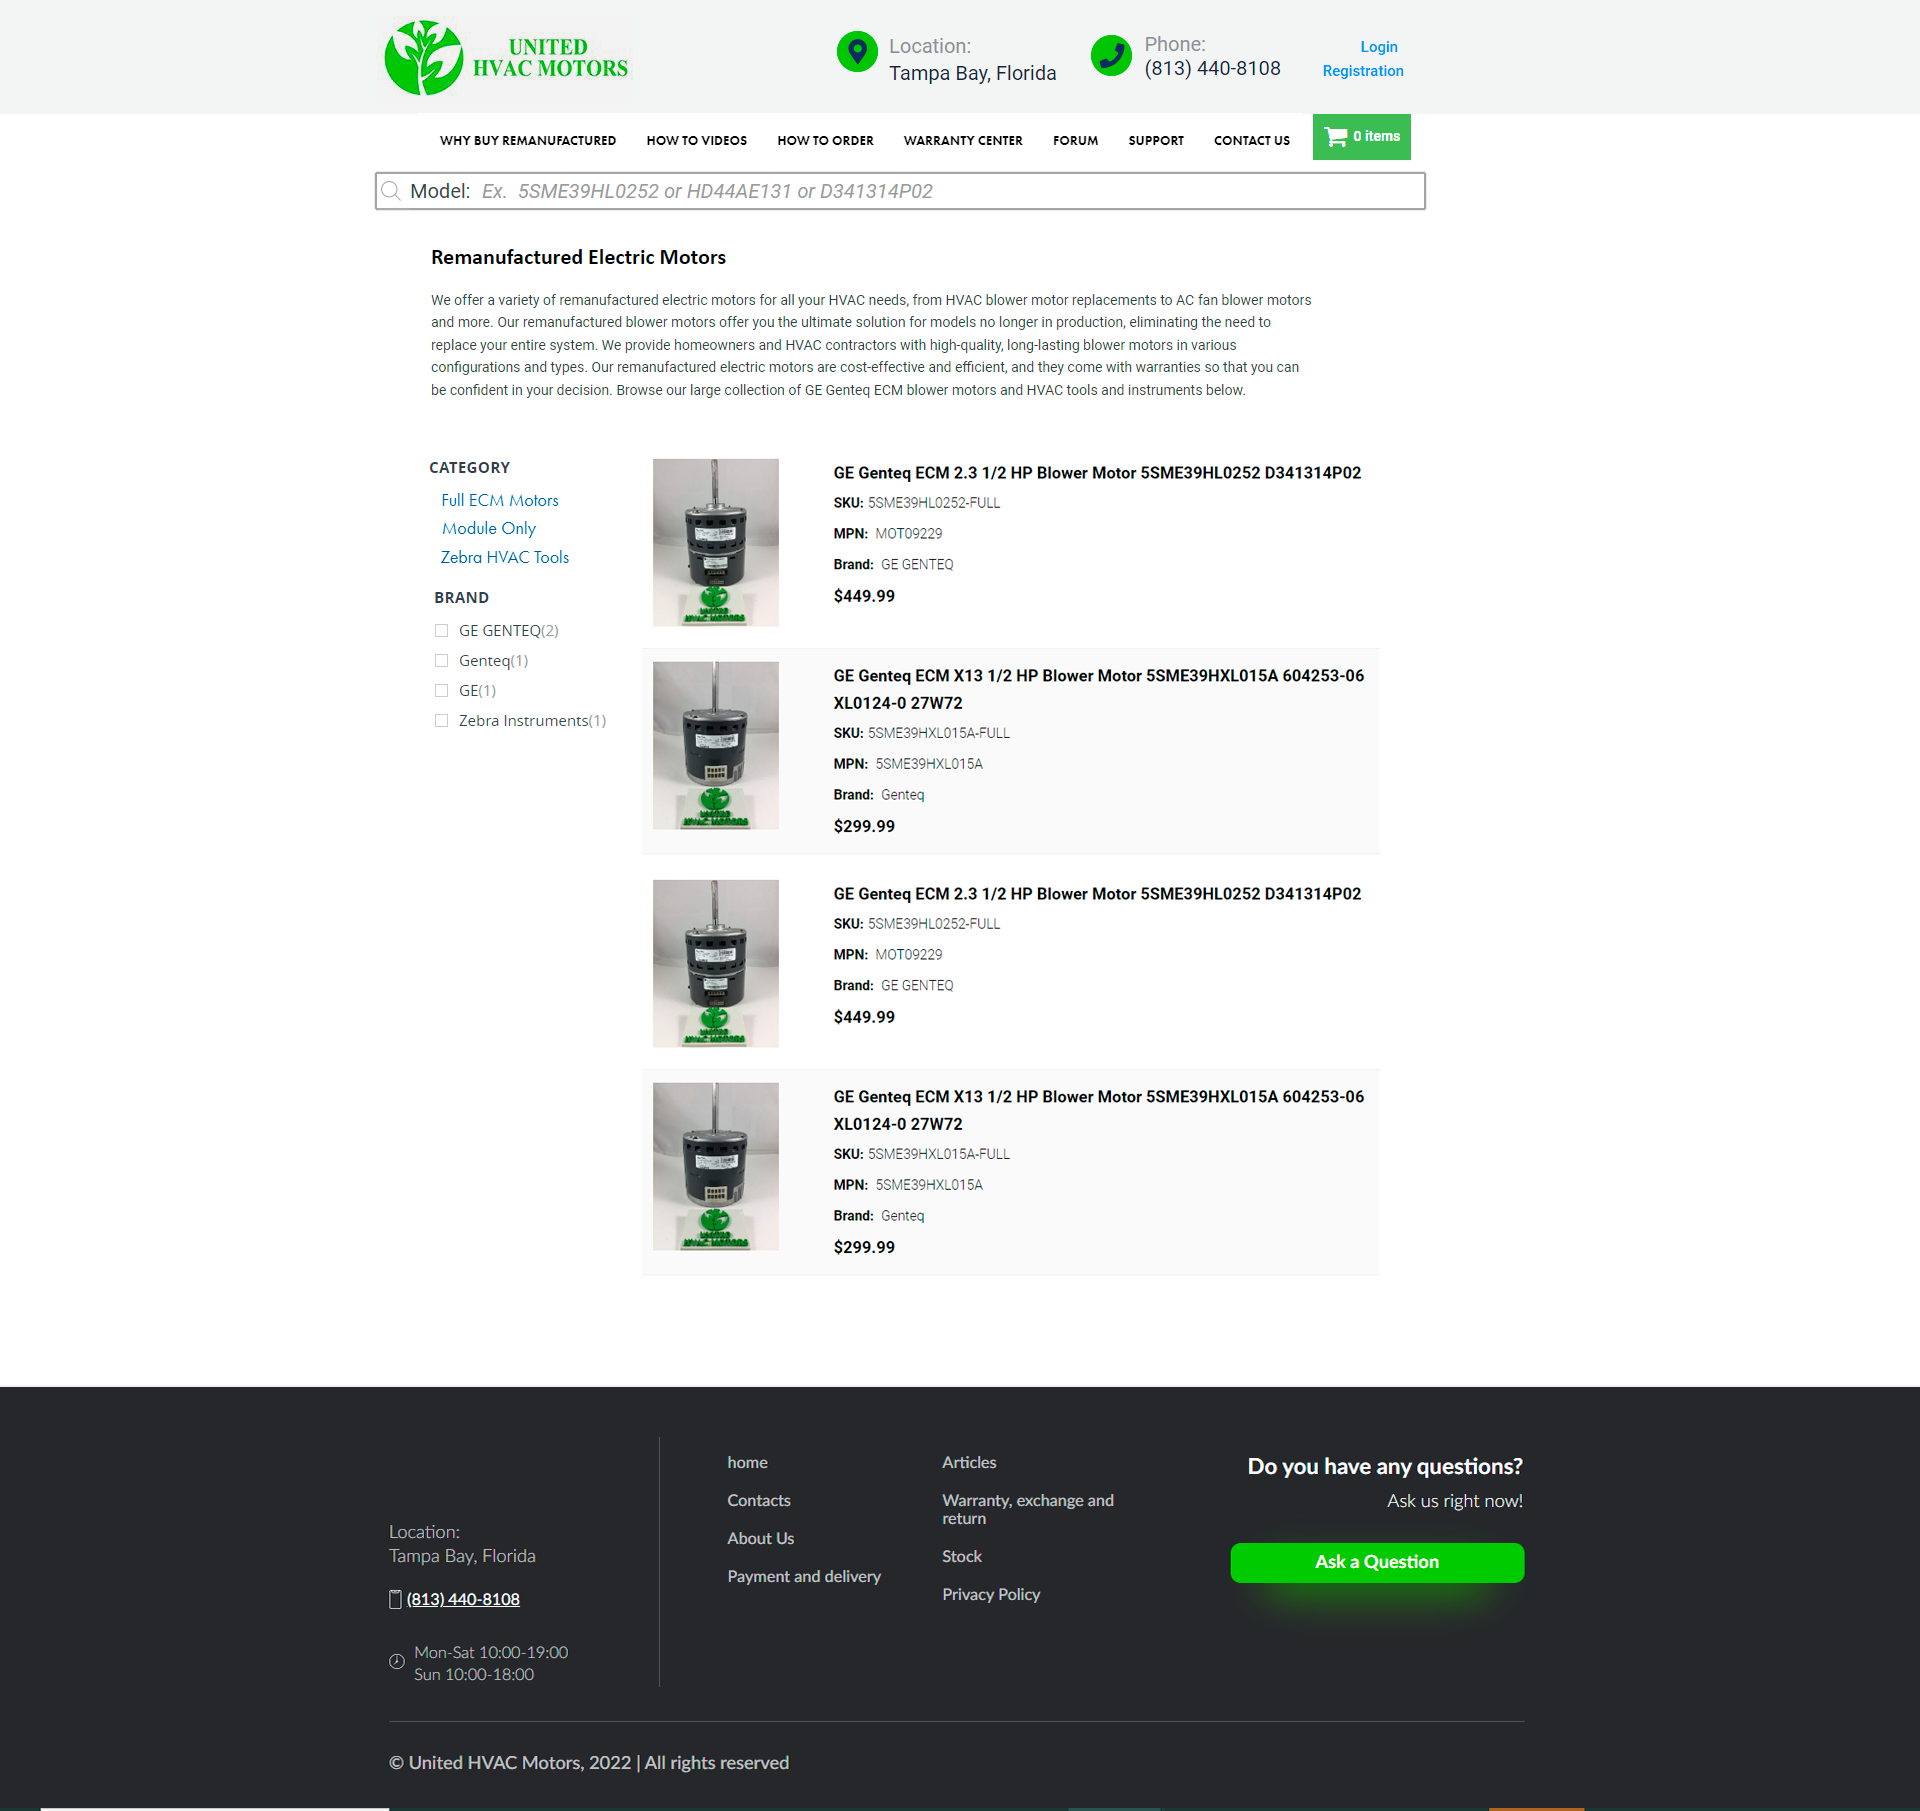 UNITED
HVAC MOTORS
Location:
Tampa Bay, Florida
Phone:
(813) 440-8108
Login
Registration
WHY BUY REMANUFACTURED
HOW TO VIDEOS
HOW TO ORDER
WARRANTY CENTER
FORUM
SUPPORT
CONTACT US
0 items
Model: Ex. 5SME39HL0252 or HD44AE131 or D341314P02
Remanufactured Electric Motors
We offer a variety of remanufactured electric motors for all your HVAC needs, from HVAC blower motor replacements to AC fan blower motors
and more. Our remanufactured blower motors offer you the ultimate solution for models no longer in production, eliminating the need to
replace your entire system. We provide homeowners and HVAC contractors with high-quality, long-lasting blower motors in various
configurations and types. Our remanufactured electric motors are cost-effective and efficient, and they come with warranties so that you can
be confident in your decision. Browse our large collection of GE Genteq ECM blower motors and HVAC tools and instruments below.
CATEGORY
Full ECM Motors
Module Only
Zebra HVAC Tools
BRAND
GE GENTEQ(2)
Genteq(1)
GE(1)
Zebra Instruments(1)
UNITED
HVAC MOTORS
GE Genteq ECM 2.3 1/2 HP Blower Motor 5SME39HL0252 D341314P02
SKU: 5SME39HL0252-FULL
MPN: MOT09229
Brand: GE GENTEQ
$449.99
UNITED
HVAC MOTORS
GE Genteq ECM X13 1/2 HP Blower Motor 5SME39HXL015A 604253-06
XL0124-0 27W72
SKU: 5SME39HXL015A-FULL
MPN: 5SME39HXL015A
Brand: Genteq
$299.99
UNITED
HVAC MOTORS
GE Genteq ECM 2.3 1/2 HP Blower Motor 5SME39HL0252 D341314P02
SKU: 5SME39HL0252-FULL
MPN: MOT09229
Brand: GE GENTEQ
$449.99
UNITED
HVAC MOTORS
GE Genteq ECM X13 1/2 HP Blower Motor 5SME39HXL015A 604253-06
XL0124-0 27W72
SKU: 5SME39HXL015A-FULL
MPN: 5SME39HXL015A
Brand: Genteq
$299.99
Location:
Tampa Bay, Florida
(813) 440-8108
Mon-Sat 10:00-19:00
Sun 10:00-18:00
home
Contacts
About Us
Payment and delivery
Articles
Warranty, exchange and
return
Stock
Privacy Policy
Do you have any questions?
Ask us right now!
Ask a Question
© United HVAC Motors, 2022 | All rights reserved